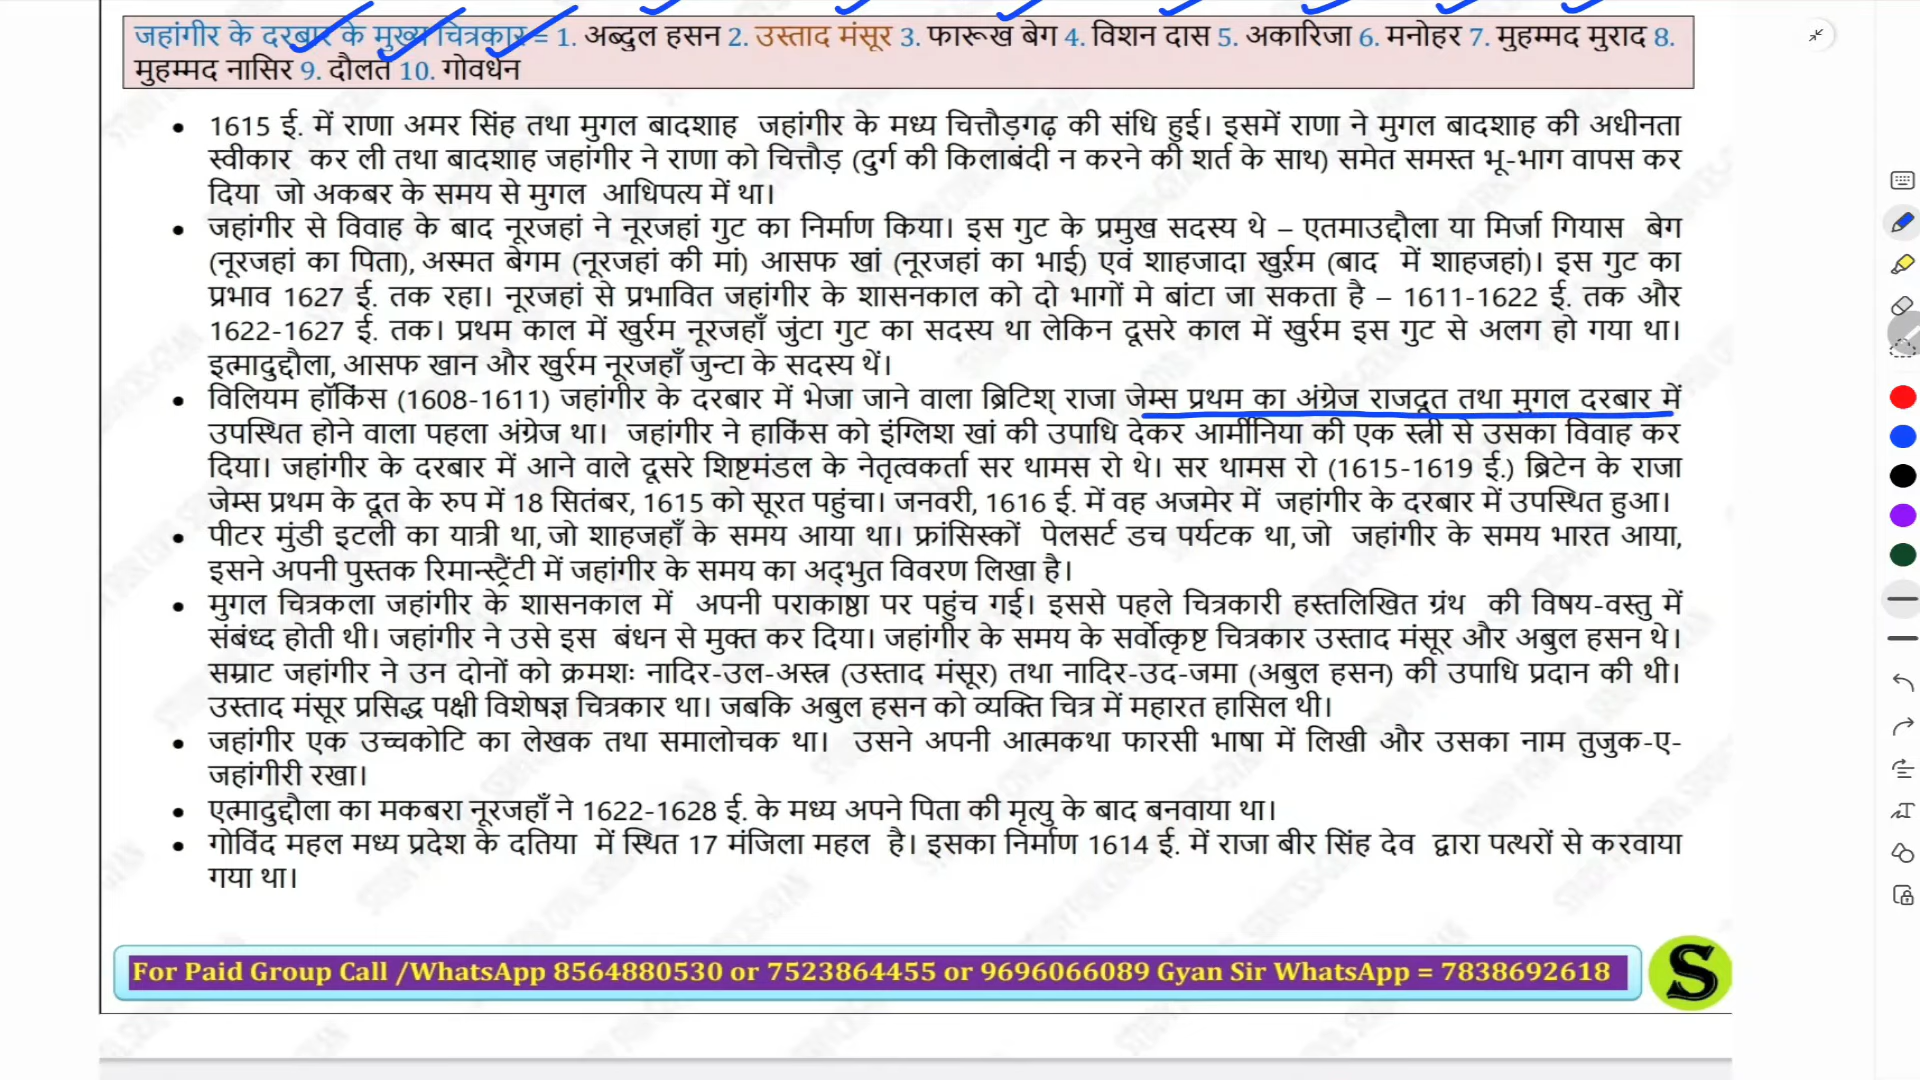 जहांगीर के दरबार के मुख्य चित्रकार = 1. अब्दुल हसन 2. उस्ताद मंसूर 3. फारूख बेग 4. विशन दास 5. अकारिजा 6. मनोहर 7. मुहम्मद मुराद 8.
मुहम्मद नासिर 9. दौलत 10. गोवर्धन
• 1615 ई. में राणा अमर सिंह तथा मुगल बादशाह जहांगीर के मध्य चित्तौड़गढ़ की संधि हुई। इसमें राणा ने मुगल बादशाह की अधीनता
स्वीकार कर ली तथा बादशाह जहांगीर ने राणा को चित्तौड़ (दुर्ग की किलाबंदी न करने की शर्त के साथ) समेत समस्त भू-भाग वापस कर
दिया जो अकबर के समय से मुगल आधिपत्य में था।
• जहांगीर से विवाह के बाद नूरजहां ने नूरजहां गुट का निर्माण किया। इस गुट के प्रमुख सदस्य थे – एतमाउद्दौला या मिर्जा गियास बेग
(नूरजहां का पिता), अस्मत बेगम (नूरजहां की मां) आसफ खां (नूरजहां का भाई) एवं शाहजादा खुर्रम (बाद में शाहजहां)। इस गुट का
प्रभाव 1627 ई. तक रहा। नूरजहां से प्रभावित जहांगीर के शासनकाल को दो भागों मे बांटा जा सकता है – 1611-1622 ई. तक और
1622-1627 ई. तक। प्रथम काल में खुर्रम नूरजहाँ जुंटा गुट का सदस्य था लेकिन दूसरे काल में खुर्रम इस गुट से अलग हो गया था।
इत्मादुद्दौला, आसफ खान और खुर्रम नूरजहाँ जुन्टा के सदस्य थें।
• विलियम हॉकिंस (1608-1611) जहांगीर के दरबार में भेजा जाने वाला ब्रिटिश् राजा जेम्स प्रथम का अंग्रेज राजदूत तथा मुगल दरबार में
उपस्थित होने वाला पहला अंग्रेज था। जहांगीर ने हाकिंस को इंग्लिश खां की उपाधि देकर आर्मीनिया की एक स्त्री से उसका विवाह कर
दिया। जहांगीर के दरबार में आने वाले दूसरे शिष्टमंडल के नेतृत्वकर्ता सर थामस रो थे। सर थामस रो (1615-1619 ई.) ब्रिटेन के राजा
जेम्स प्रथम के दूत के रुप में 18 सितंबर, 1615 को सूरत पहुंचा। जनवरी, 1616 ई. में वह अजमेर में जहांगीर के दरबार में उपस्थित हुआ।
• पीटर मुंडी इटली का यात्री था, जो शाहजहाँ के समय आया था। फ्रांसिस्कों पेलसर्ट डच पर्यटक था, जो जहांगीर के समय भारत आया,
इसने अपनी पुस्तक रिमान्स्ट्रैंटी में जहांगीर के समय का अद्भुत विवरण लिखा है।
• मुगल चित्रकला जहांगीर के शासनकाल में अपनी पराकाष्ठा पर पहुंच गई। इससे पहले चित्रकारी हस्तलिखित ग्रंथ की विषय-वस्तु में
संबंध्द होती थी। जहांगीर ने उसे इस बंधन से मुक्त कर दिया। जहांगीर के समय के सर्वोत्कृष्ट चित्रकार उस्ताद मंसूर और अबुल हसन थे।
सम्राट जहांगीर ने उन दोनों को क्रमशः नादिर-उल-अस्त्र (उस्ताद मंसूर) तथा नादिर-उद-जमा (अबुल हसन) की उपाधि प्रदान की थी।
उस्ताद मंसूर प्रसिद्ध पक्षी विशेषज्ञ चित्रकार था। जबकि अबुल हसन को व्यक्ति चित्र में महारत हासिल थी।
• जहांगीर एक उच्चकोटि का लेखक तथा समालोचक था। उसने अपनी आत्मकथा फारसी भाषा में लिखी और उसका नाम तुजुक-ए-
जहांगीरी रखा।
• एत्मादुद्दौला का मकबरा नूरजहाँ ने 1622-1628 ई. के मध्य अपने पिता की मृत्यु के बाद बनवाया था।
• गोविंद महल मध्य प्रदेश के दतिया में स्थित 17 मंजिला महल है। इसका निर्माण 1614 ई. में राजा बीर सिंह देव द्वारा पत्थरों से करवाया
गया था।
For Paid Group Call /WhatsApp 8564880530 or 7523864455 or 9696066089 Gyan Sir WhatsApp = 7838692618
S